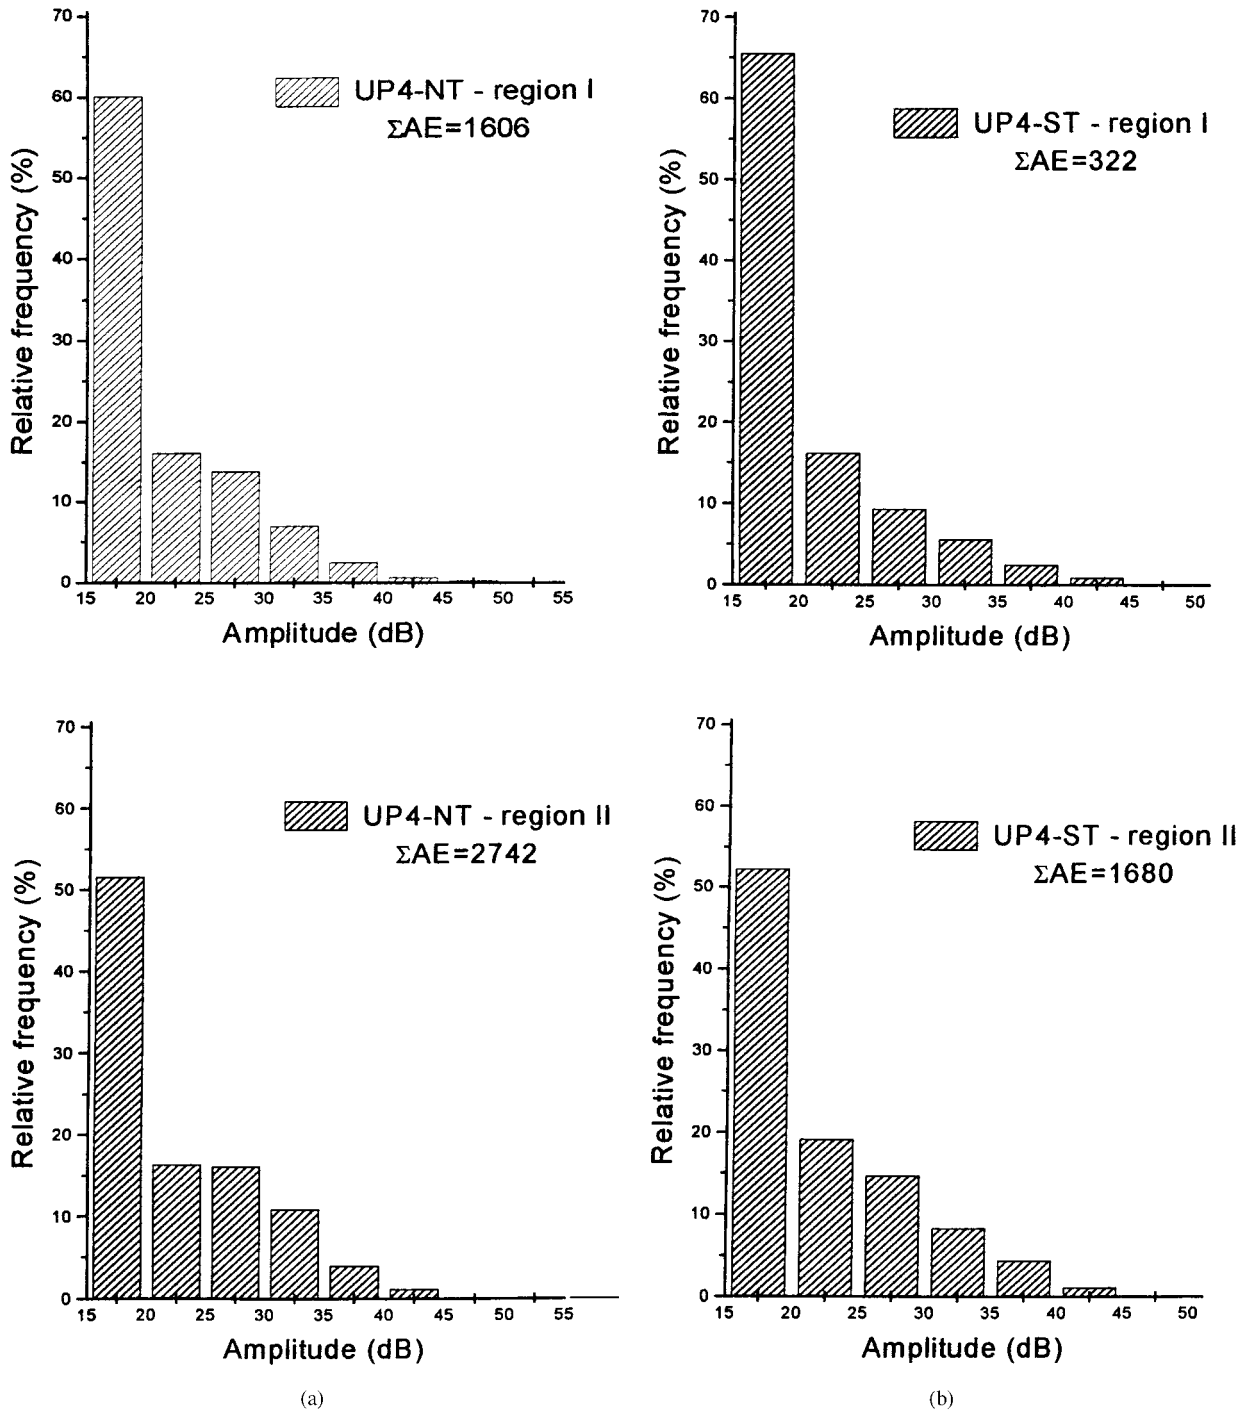 70
60
50
40
30
20
10
0
Relative frequency (%)
UP4-NT - region I
ΣAE=1606
15 20 25 30 35 40 45 50 55
Amplitude (dB)
70
60
50
40
30
20
10
0
Relative frequency (%)
UP4-ST - region I
ΣAE=322
15 20 25 30 35 40 45 50
Amplitude (dB)
70
60
50
40
30
20
10
0
Relative frequency (%)
UP4-NT - region II
ΣAE=2742
15 20 25 30 35 40 45 50 55
Amplitude (dB)
(a)
70
60
50
40
30
20
10
0
Relative frequency (%)
UP4-ST - region II
ΣAE=1680
15 20 25 30 35 40 45 50
Amplitude (dB)
(b)